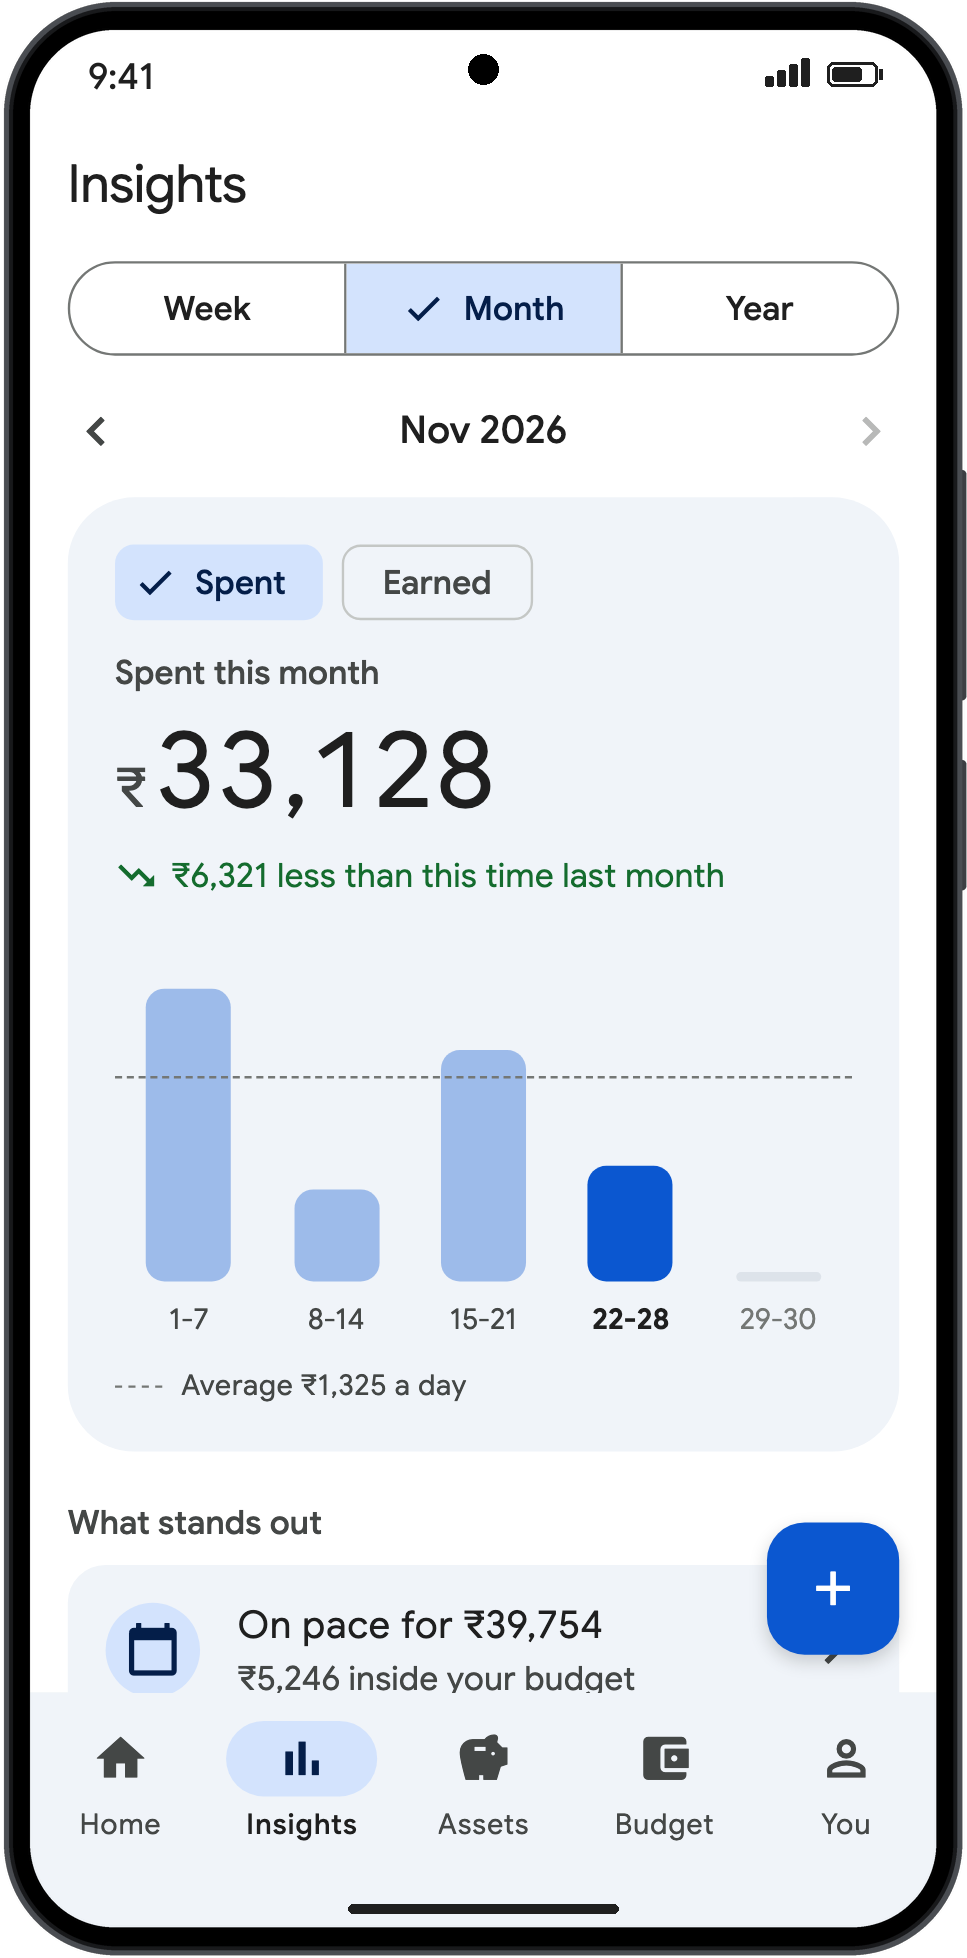 9:41
Insights
Week
Month
Year
Nov 2026
Spent
Earned
Spent this month
₹33,128
₹6,321 less than this time last month
1-7
8-14
15-21
22-28
29-30
Average ₹1,325 a day
What stands out
On pace for ₹39,754
₹5,246 inside your budget
Home
Insights
Assets
Budget
You